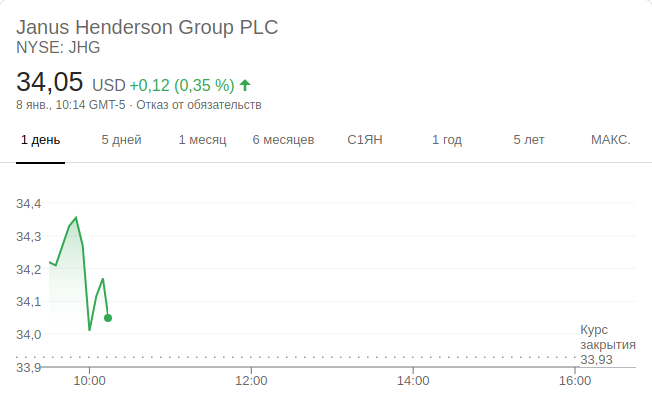 Janus Henderson Group PLC
NYSE: JHG
34,05 USD +0,12 (0,35 %)
8 янв., 10:14 GMT-5 · Отказ от обязательств
1 день 5 дней 1 месяц 6 месяцев С1ЯН 1 год 5 лет МАКС.
34,4
34,3
34,2
34,1
34,0
33,9
Курс
закрытия
33,93
10:00 12:00 14:00 16:00